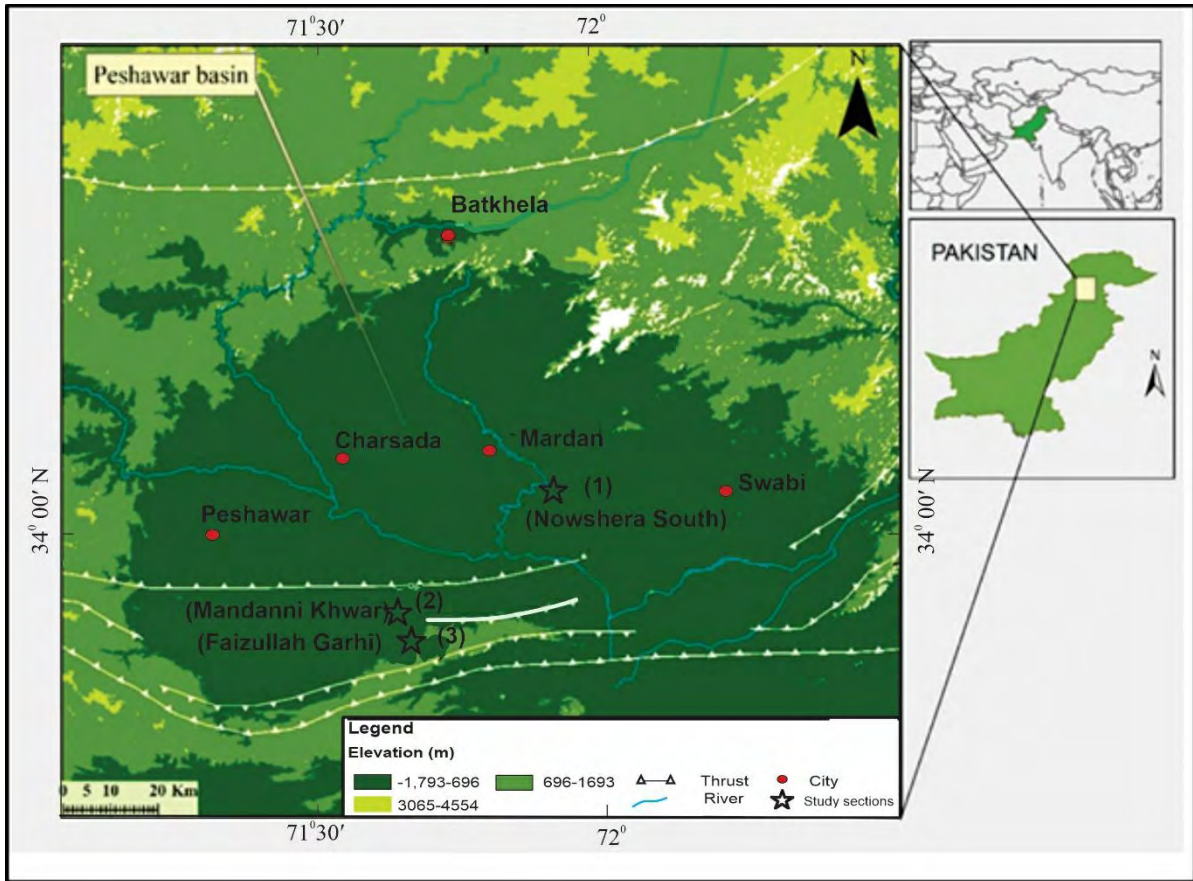 71°30′ 72°
Peshawar basin
N
Batkhela
PAKISTAN
N
Charsada
Mardan
(1)
(Nowshera South)
Swabi
34° 00′ N
Peshawar
34° 00′ N
(Mandanni Khwar)
(2)
(Faizullah Garhi)
(3)
Legend
Elevation (m)
-1,793-696 696-1693 Thrust City
3065-4554 River Study sections
0 5 10 20 Km
71°30′ 72°